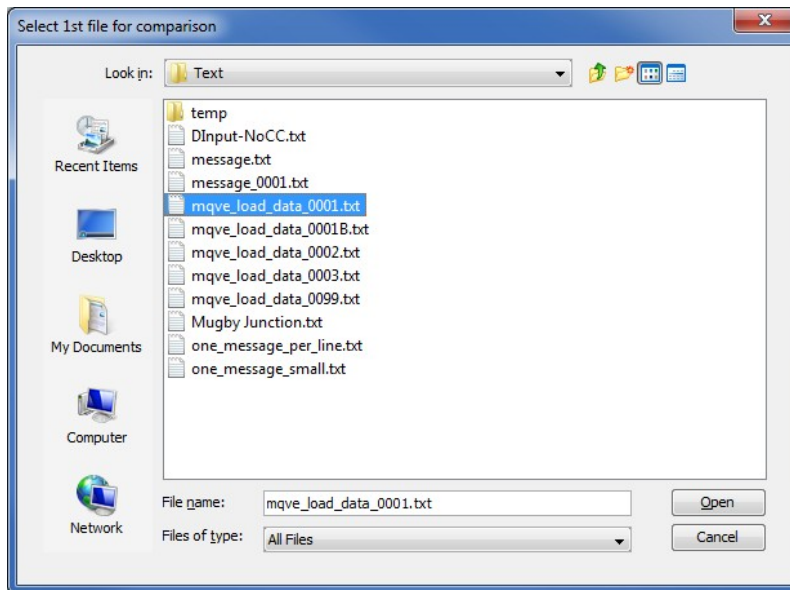 Select 1st file for comparison
Look in: Text
temp
DInput-NoCC.txt
message.txt
message_0001.txt
mqve_load_data_0001.txt
mqve_load_data_0001B.txt
mqve_load_data_0002.txt
mqve_load_data_0003.txt
mqve_load_data_0099.txt
Mugby Junction.txt
one_message_per_line.txt
one_message_small.txt
Recent Items
Desktop
My Documents
Computer
Network
File name: mqve_load_data_0001.txt Open
Files of type: All Files Cancel